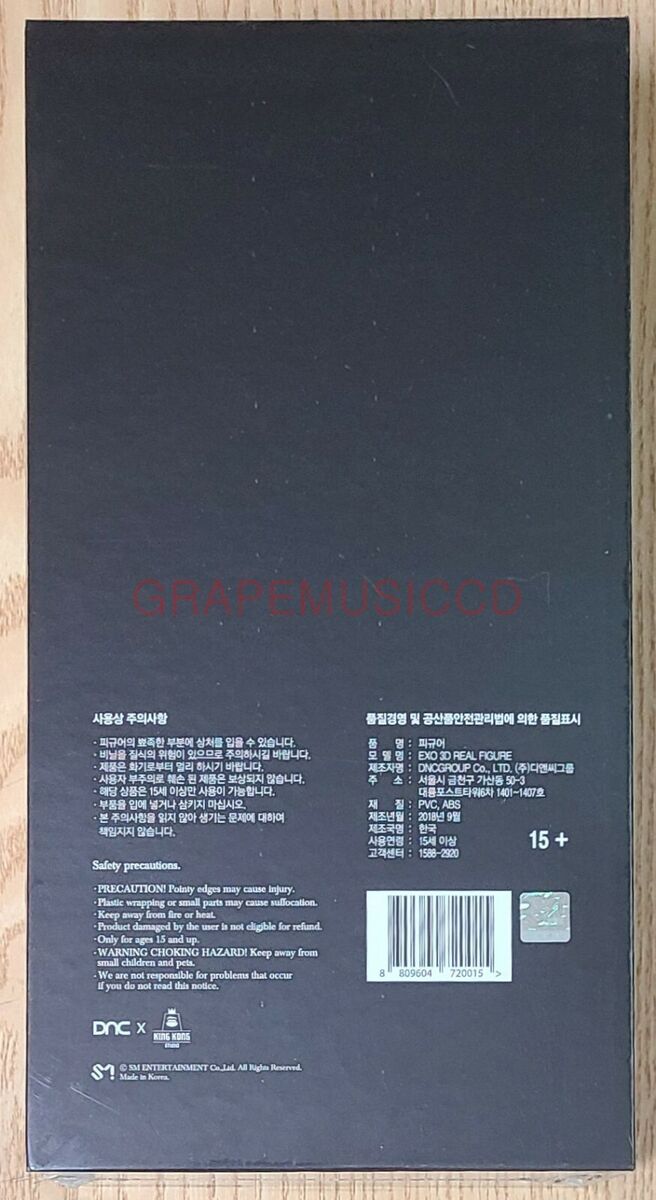 GRAPEMUSICCD
사용상 주의사항
· 피규어의 뾰족한 부분에 상처를 입을 수 있습니다.
· 비닐을 질식의 위험이 있으므로 주의하시길 바랍니다.
· 제품은 화기로부터 멀리 하시기 바랍니다.
· 사용자 부주의로 훼손 된 제품은 보상되지 않습니다.
· 해당 상품은 15세 이상만 사용이 가능합니다.
· 부품을 입에 넣거나 삼키지 마십시오.
· 본 주의사항을 읽지 않아 생기는 문제에 대하여
책임지지 않습니다.
Safety precautions.
·PRECAUTION! Pointy edges may cause injury.
·Plastic wrapping or small parts may cause suffocation.
·Keep away from fire or heat.
·Product damaged by the user is not eligible for refund.
·Only for ages 15 and up.
·WARNING CHOKING HAZARD! Keep away from
small children and pets.
·We are not responsible for problems that occur
if you do not read this notice.
DNC X KING KONG
STUDIO
SM © SM ENTERTAINMENT Co.,Ltd. All Rights Reserved.
Made in Korea.
품질경영 및 공산품안전관리법에 의한 품질표시
품 명 : 피규어
모 델 명 : EXO 3D REAL FIGURE
제조자명 : DNCGROUP Co., LTD. (주)디앤씨그룹
주 소 : 서울시 금천구 가산동 50-3
대륭포스트타워6차 1401~1407호
재 질 : PVC, ABS
제조년월 : 2018년 9월
제조국명 : 한국
사용연령 : 15세 이상
고객센터 : 1588-2920
15 +
8 809604 720015 >